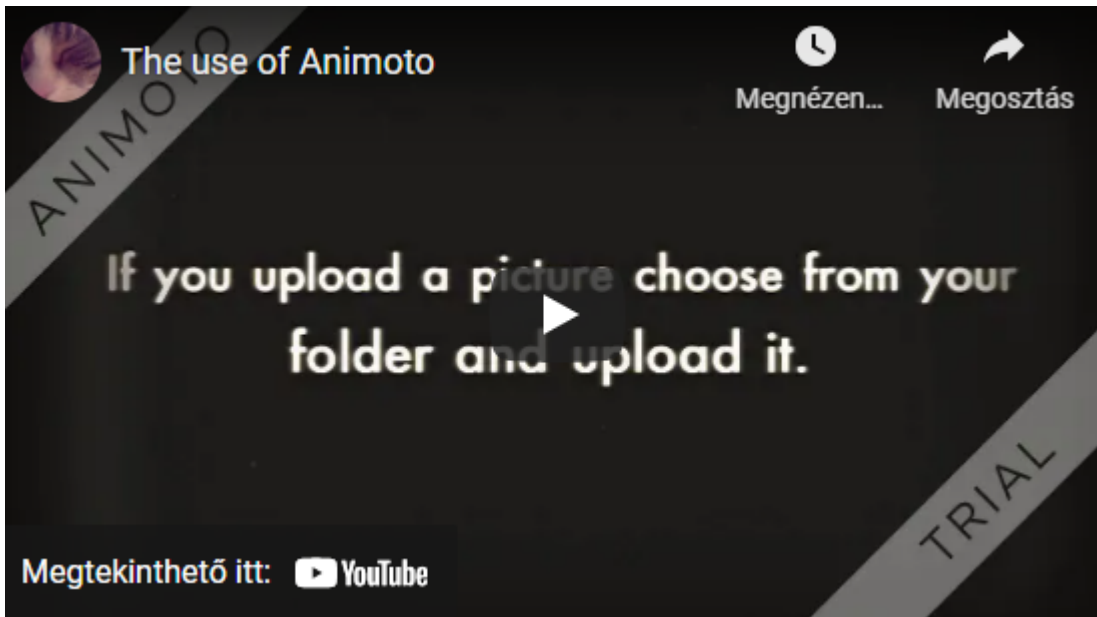 The use of Animoto
Megnézen...
Megosztás
ANIMOTO
If you upload a picture choose from your
folder and upload it.
TRIAL
Megtekinthető itt: YouTube